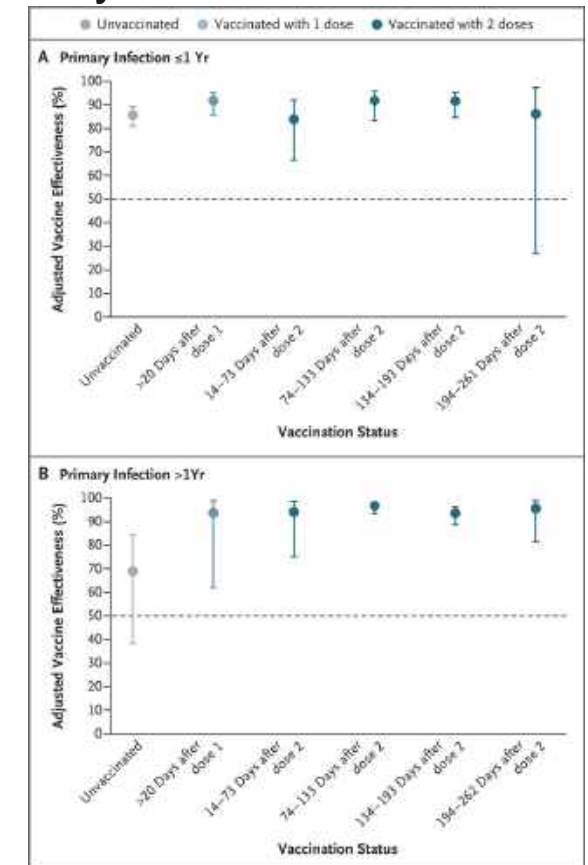 Unvaccinated Vaccinated with 1 dose Vaccinated with 2 doses
A Primary Infection ≤1 Yr
Adjusted Vaccine Effectiveness (%)
100
90
80
70
60
50
40
30
20
10
0
Unvaccinated
>20 Days after
dose 1
14–73 Days after
dose 2
74–133 Days after
dose 2
134–193 Days after
dose 2
194–261 Days after
dose 2
Vaccination Status
B Primary Infection >1Yr
Adjusted Vaccine Effectiveness (%)
100
90
80
70
60
50
40
30
20
10
0
Unvaccinated
>20 Days after
dose 1
14–73 Days after
dose 2
74–133 Days after
dose 2
134–193 Days after
dose 2
194–262 Days after
dose 2
Vaccination Status